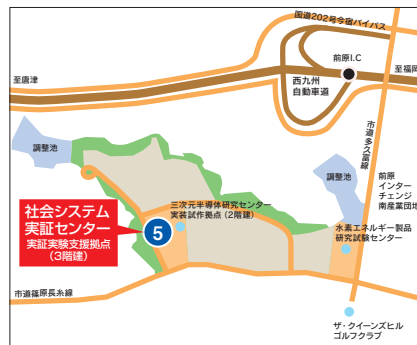 国道202号今宿バイパス
前原I.C
至唐津
西九州
自動車道
至福岡
市道多久富線
調整池
調整池
前原
インター
チェンジ
南産業団地
社会システム
実証センター
実証実験支援拠点
（3階建）
5
三次元半導体研究センター
実装試作拠点（2階建）
水素エネルギー製品
研究試験センター
市道篠原長糸線
ザ・クイーンズヒル
ゴルフクラブ